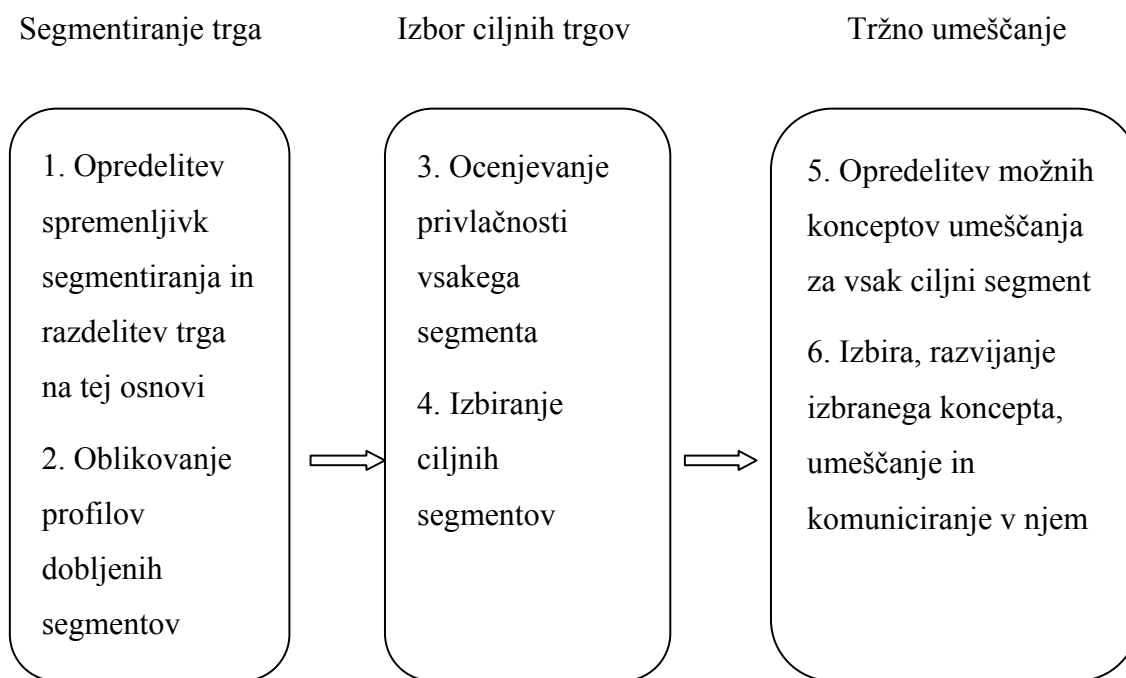 Segmentiranje trga
Izbor ciljnih trgov
Tržno umeščanje
1. Opredelitev
spremenljivk
segmentiranja in
razdelitev trga
na tej osnovi
2. Oblikovanje
profilov
dobljenih
segmentov
3. Ocenjevanje
privlačnosti
vsakega
segmenta
4. Izbiranje
ciljnih
segmentov
5. Opredelitev možnih
konceptov umeščanja
za vsak ciljni segment
6. Izbira, razvijanje
izbranega koncepta,
umeščanje in
komuniciranje v njem